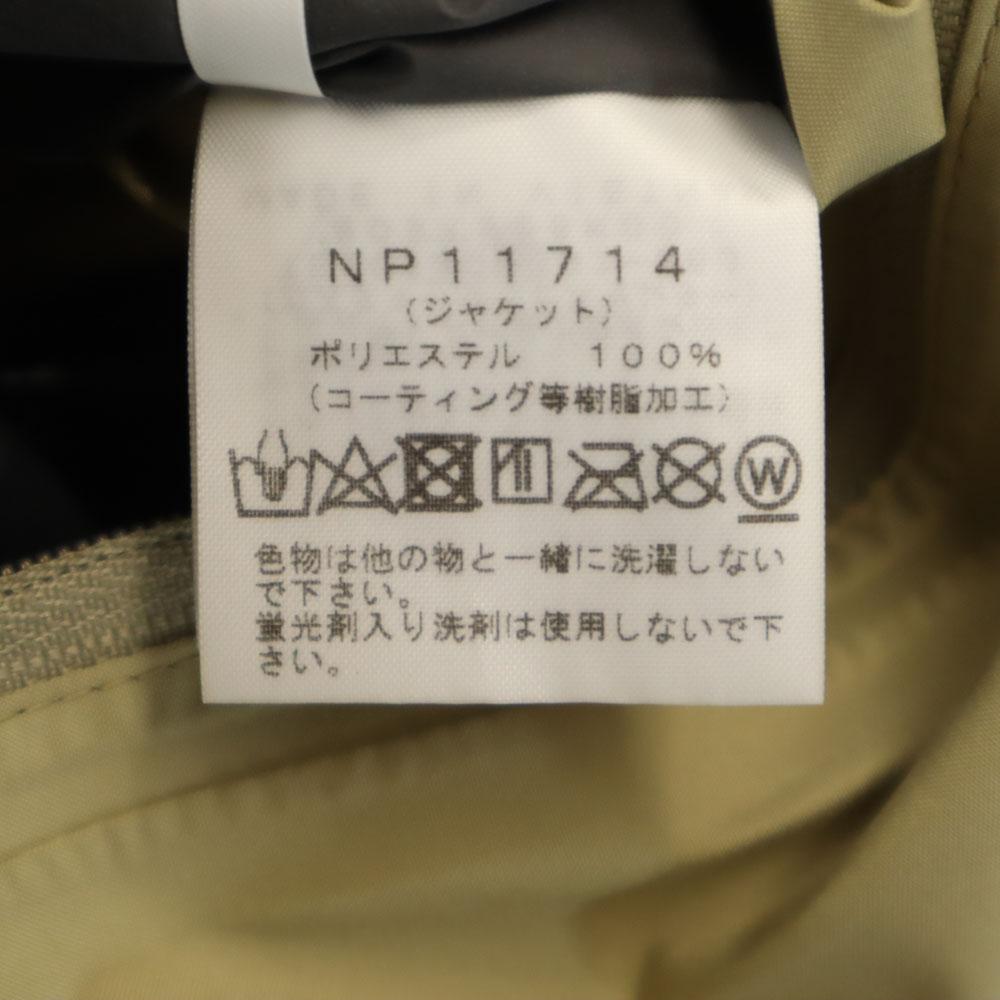 NP11714
(ジャケット)
ポリエステル 100%
(コーティング等樹脂加工)
W
色物は他の物と一緒に洗濯しない
で下さい。
蛍光剤入り洗剤は使用しないで下
さい。